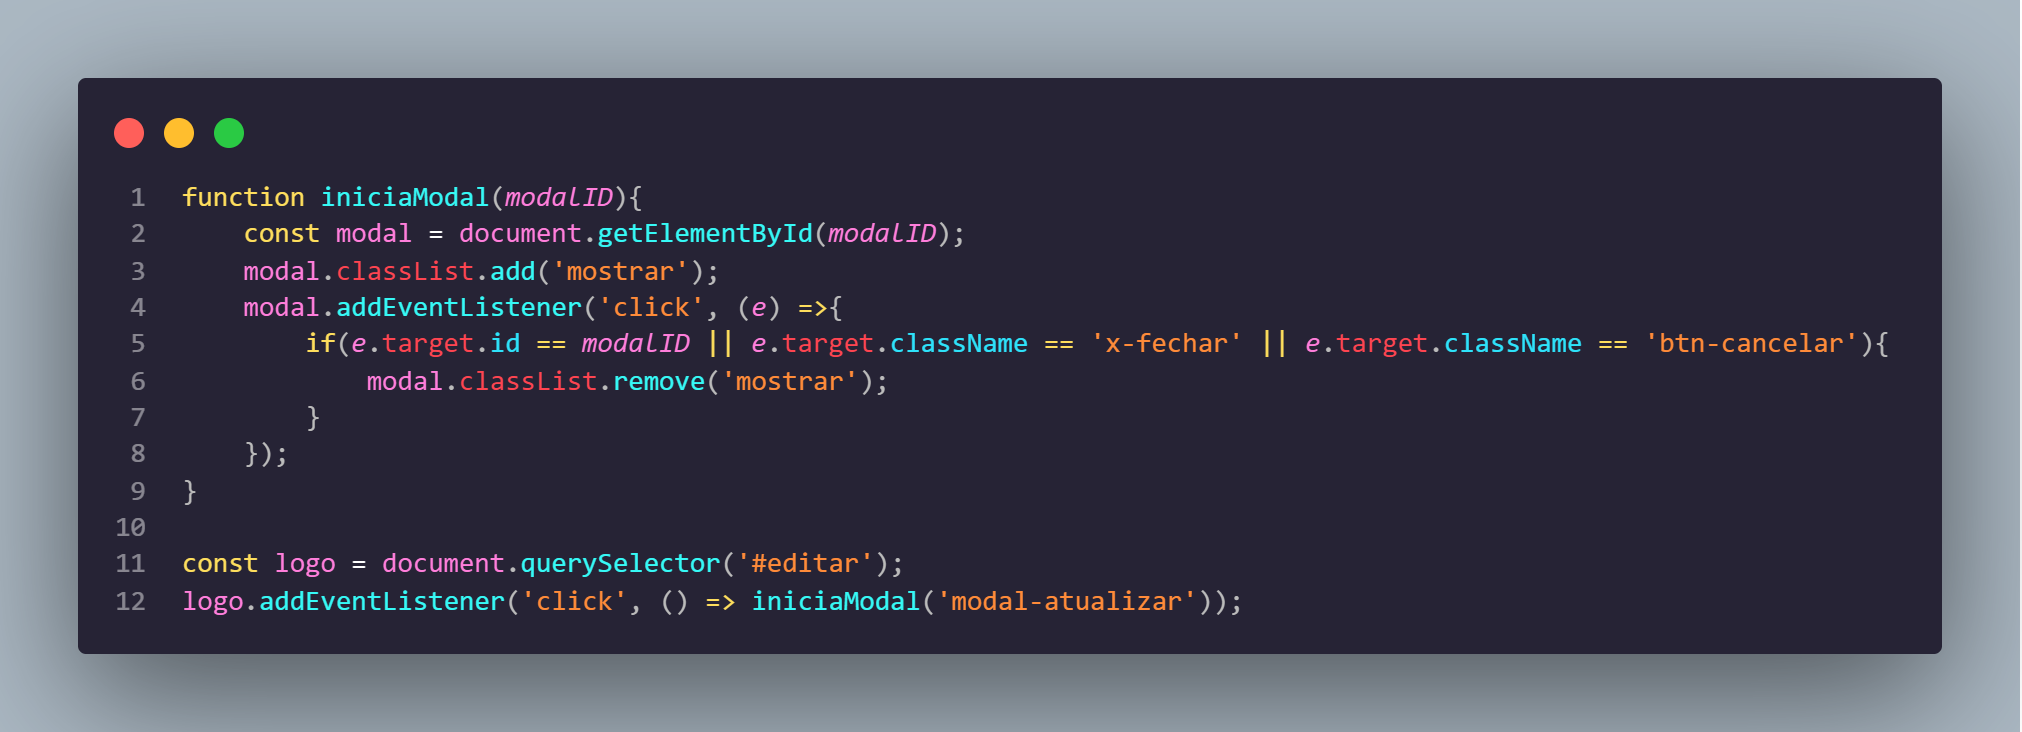 1 function iniciaModal(modalID){
2     const modal = document.getElementById(modalID);
3     modal.classList.add('mostrar');
4     modal.addEventListener('click', (e) =>{
5         if(e.target.id == modalID || e.target.className == 'x-fechar' || e.target.className == 'btn-cancelar'){
6             modal.classList.remove('mostrar');
7         }
8     });
9 }
10
11 const logo = document.querySelector('#editar');
12 logo.addEventListener('click', () => iniciaModal('modal-atualizar'));